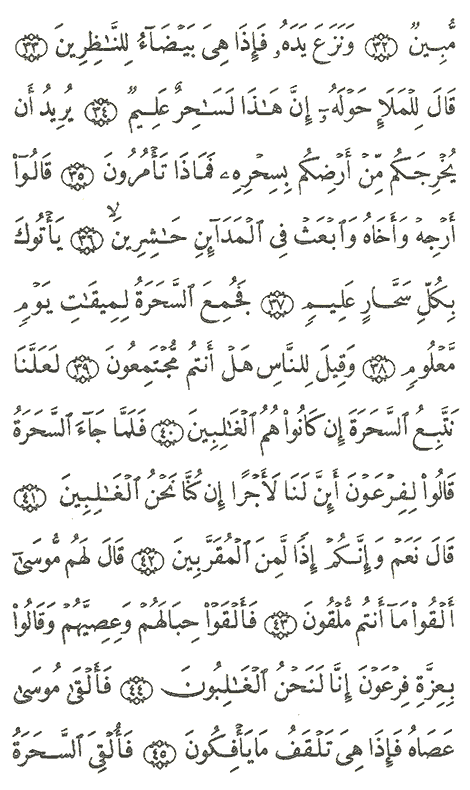 مُّبِينٌ ٣٢ وَنَزَعَ يَدَهُۥ فَإِذَا هِىَ بَيْضَآءُ لِلنَّٰظِرِينَ ٣٣
قَالَ لِلْمَلَإِ حَوْلَهُۥٓ إِنَّ هَٰذَا لَسَٰحِرٌ عَلِيمٌ ٣٤ يُرِيدُ أَن
يُخْرِجَكُم مِّنْ أَرْضِكُم بِسِحْرِهِۦ فَمَاذَا تَأْمُرُونَ ٣٥ قَالُوٓا۟
أَرْجِهْ وَأَخَاهُ وَٱبْعَثْ فِى ٱلْمَدَآئِنِ حَٰشِرِينَ ٣٦ يَأْتُوكَ
بِكُلِّ سَحَّارٍ عَلِيمٍ ٣٧ فَجُمِعَ ٱلسَّحَرَةُ لِمِيقَٰتِ يَوْمٍ
مَّعْلُومٍ ٣٨ وَقِيلَ لِلنَّاسِ هَلْ أَنتُم مُّجْتَمِعُونَ ٣٩ لَعَلَّنَا
نَتَّبِعُ ٱلسَّحَرَةَ إِن كَانُوا۟ هُمُ ٱلْغَٰلِبِينَ ٤٠ فَلَمَّا جَآءَ ٱلسَّحَرَةُ
قَالُوا۟ لِفِرْعَوْنَ أَئِنَّ لَنَا لَأَجْرًا إِن كُنَّا نَحْنُ ٱلْغَٰلِبِينَ ٤١
قَالَ نَعَمْ وَإِنَّكُمْ إِذًا لَّمِنَ ٱلْمُقَرَّبِينَ ٤٢ قَالَ لَهُم مُّوسَىٰٓ
أَلْقُوا۟ مَآ أَنتُم مُّلْقُونَ ٤٣ فَأَلْقَوْا۟ حِبَالَهُمْ وَعِصِيَّهُمْ وَقَالُوا۟
بِعِزَّةِ فِرْعَوْنَ إِنَّا لَنَحْنُ ٱلْغَٰلِبُونَ ٤٤ فَأَلْقَىٰ مُوسَىٰ
عَصَاهُ فَإِذَا هِىَ تَلْقَفُ مَا يَأْفِكُونَ ٤٥ فَأُلْقِىَ ٱلسَّحَرَةُ